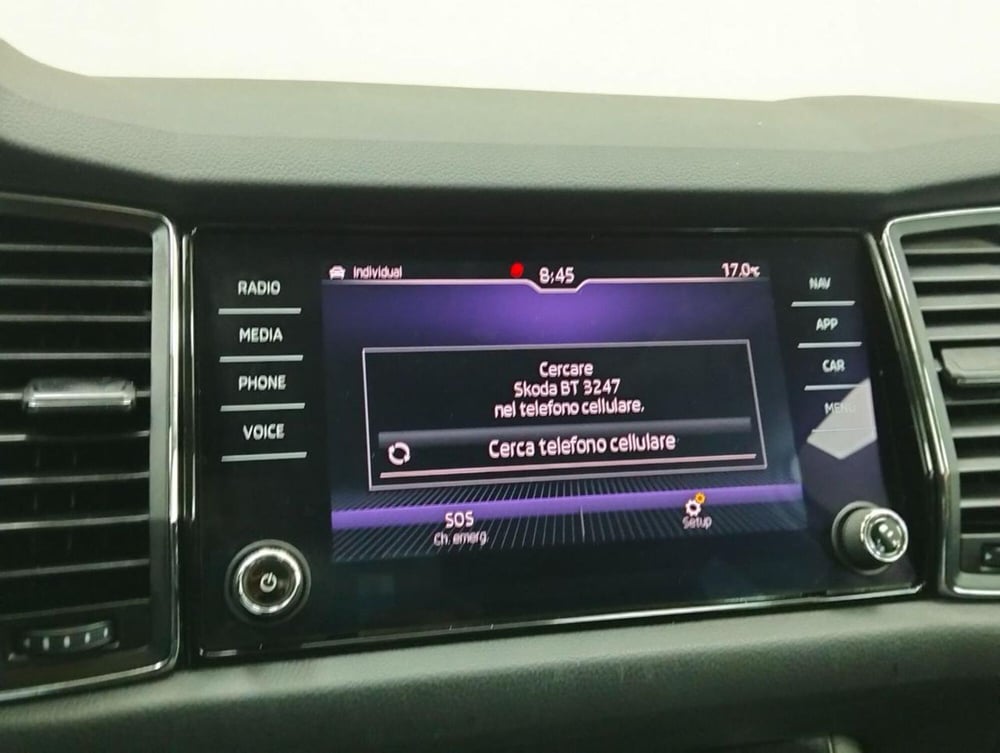 Individual
8:45
17.0°C
RADIO
MEDIA
PHONE
VOICE
NAV
APP
CAR
MENU
Cercare
Skoda BT 3247
nel telefono cellulare.
Cerca telefono cellulare
SOS
Ch. emerg.
Setup